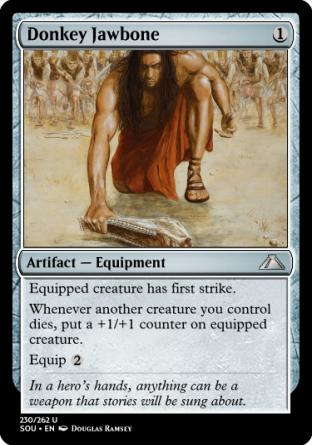 Donkey Jawbone 1
Artifact — Equipment
Equipped creature has first strike.
Whenever another creature you control
dies, put a +1/+1 counter on equipped
creature.
Equip 2
In a hero's hands, anything can be a
weapon that stories will be sung about.
230/262 U
SOU • EN Douglas Ramsey